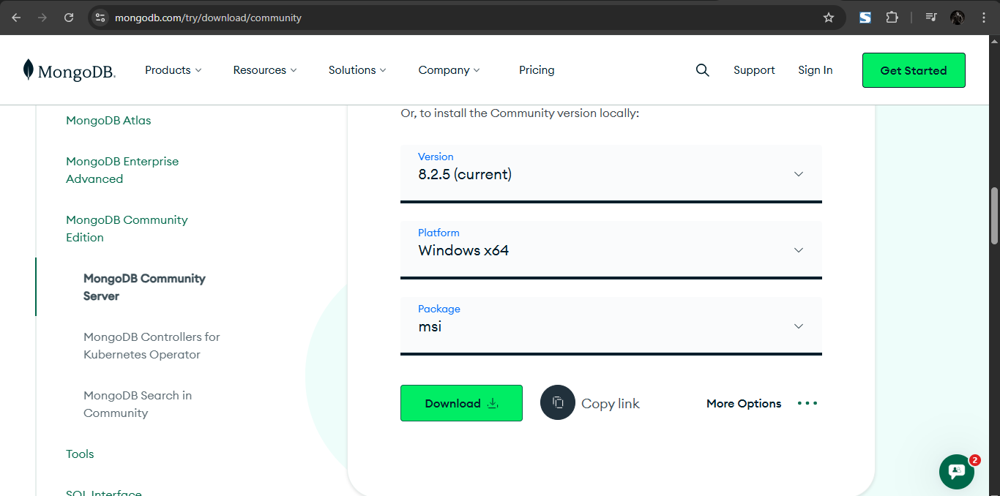 mongodb.com/try/download/community
MongoDB.
Products
Resources
Solutions
Company
Pricing
Support
Sign In
Get Started
MongoDB Atlas
MongoDB Enterprise
Advanced
MongoDB Community
Edition
MongoDB Community
Server
MongoDB Controllers for
Kubernetes Operator
MongoDB Search in
Community
Tools
SQL Interface
Or, to install the Community version locally:
Version
8.2.5 (current)
Platform
Windows x64
Package
msi
Download
Copy link
More Options
2